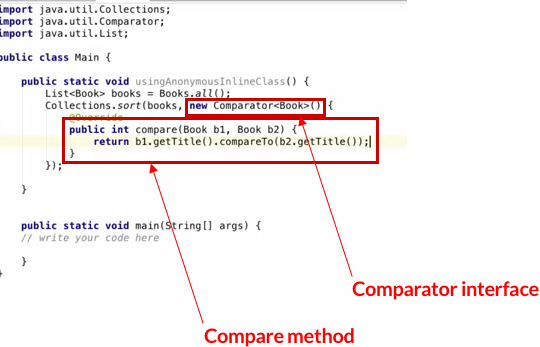 import java.util.Collections;
import java.util.Comparator;
import java.util.List;
public class Main {
public static void usingAnonymousInlineClass() {
List<Book> books = Books.all();
Collections.sort(books, new Comparator<Book>() {
@Override
public int compare(Book b1, Book b2) {
return b1.getTitle().compareTo(b2.getTitle());
}
});
}
public static void main(String[] args) {
// write your code here
}
}
Comparator interface
Compare method